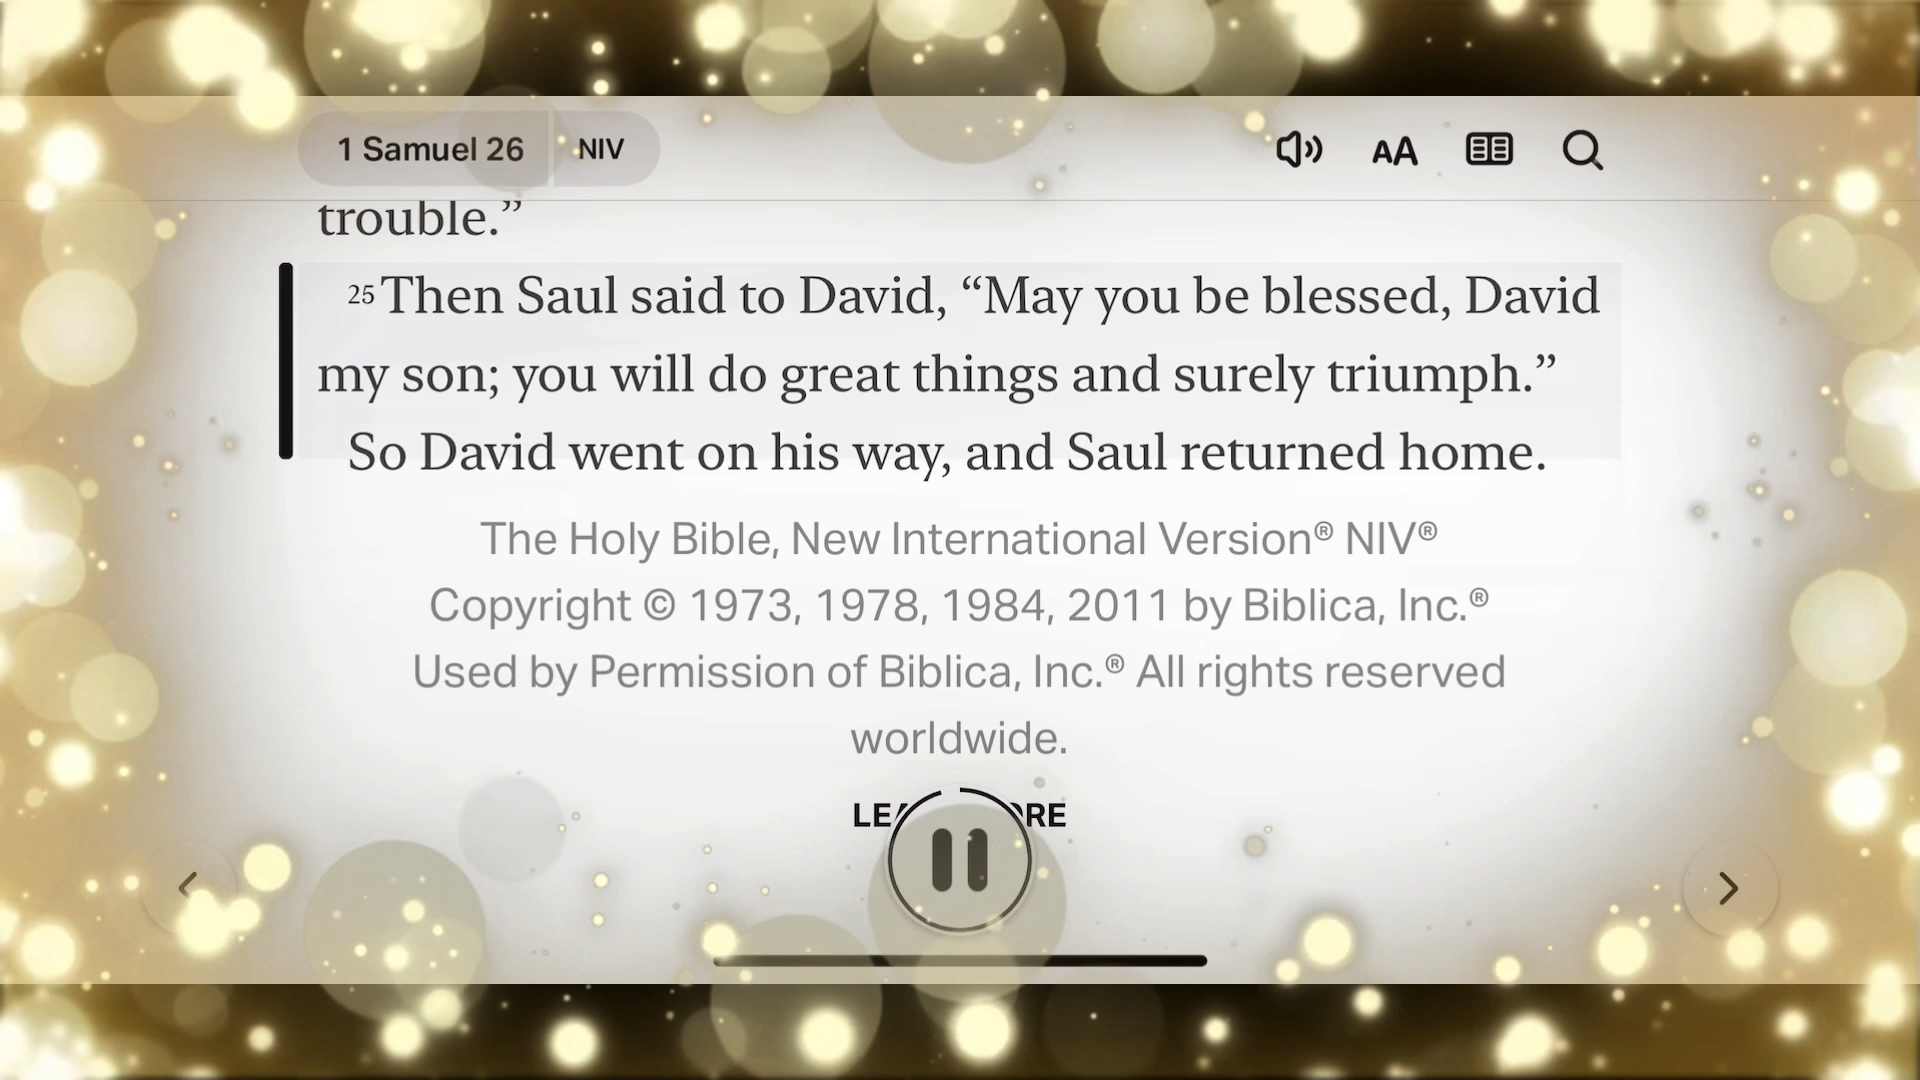 1 Samuel 26 NIV
AA
trouble.”
25 Then Saul said to David, “May you be blessed, David
my son; you will do great things and surely triumph.”
So David went on his way, and Saul returned home.
The Holy Bible, New International Version® NIV®
Copyright © 1973, 1978, 1984, 2011 by Biblica, Inc.®
Used by Permission of Biblica, Inc.® All rights reserved
worldwide.